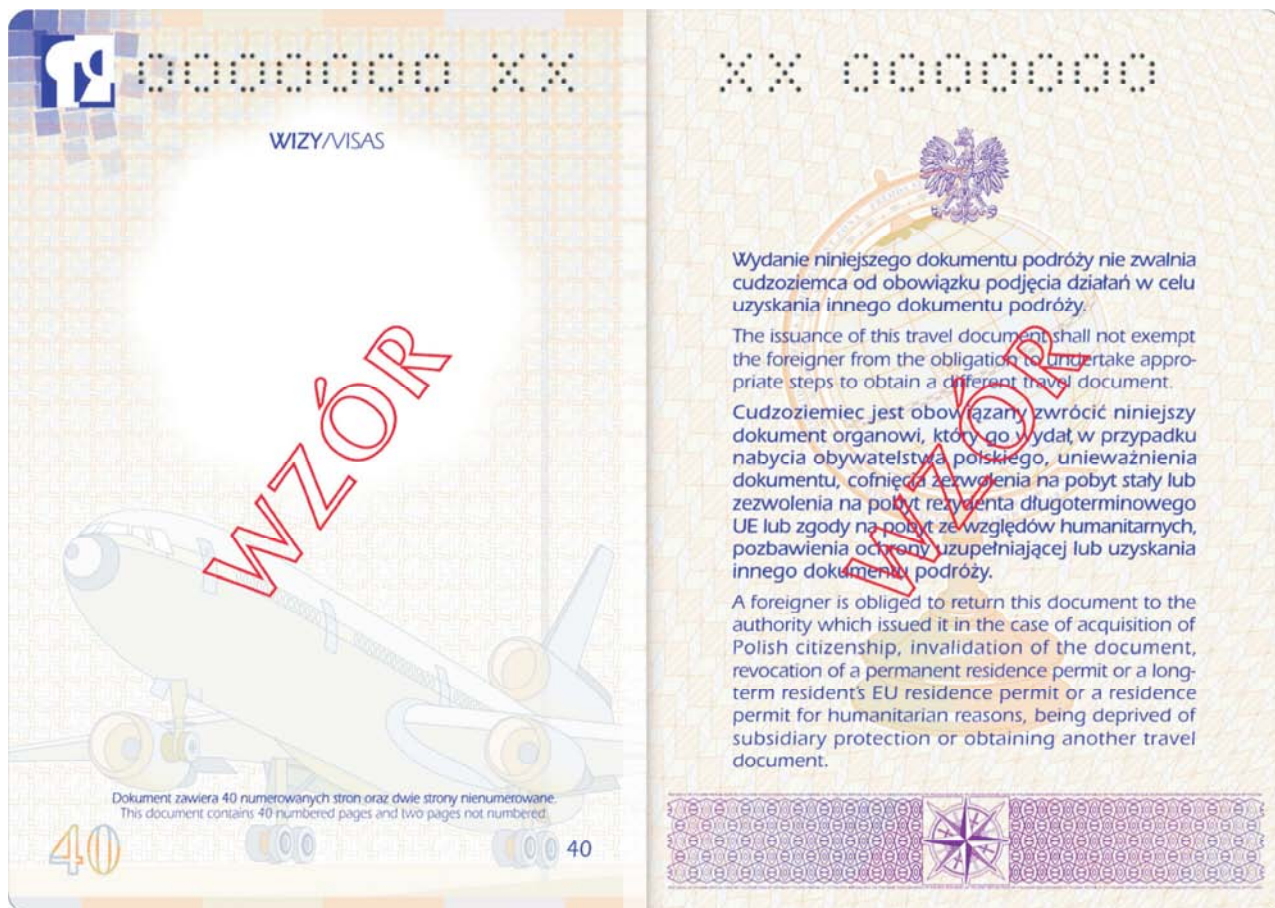 0000000 XX
WIZY/VISAS
WZÓR
Dokument zawiera 40 numerowanych stron oraz dwie strony nienumerowane.
This document contains 40 numbered pages and two pages not numbered
40
40
XX 0000000
Wydanie niniejszego dokumentu podróży nie zwalnia
cudzoziemca od obowiązku podjęcia działań w celu
uzyskania innego dokumentu podróży.
The issuance of this travel document shall not exempt
the foreigner from the obligation to undertake appro-
priate steps to obtain a different travel document.
Cudzoziemiec jest obowiązany zwrócić niniejszy
dokument organowi, który go wydał, w przypadku
nabycia obywatelstwa polskiego, unieważnienia
dokumentu, cofnięcia zezwolenia na pobyt stały lub
zezwolenia na pobyt rezydenta długoterminowego
UE lub zgody na pobyt ze względów humanitarnych,
pozbawienia ochrony uzupełniającej lub uzyskania
innego dokumentu podróży.
A foreigner is obliged to return this document to the
authority which issued it in the case of acquisition of
Polish citizenship, invalidation of the document,
revocation of a permanent residence permit or a long-
term resident's EU residence permit or a residence
permit for humanitarian reasons, being deprived of
subsidiary protection or obtaining another travel
document.
WZÓR